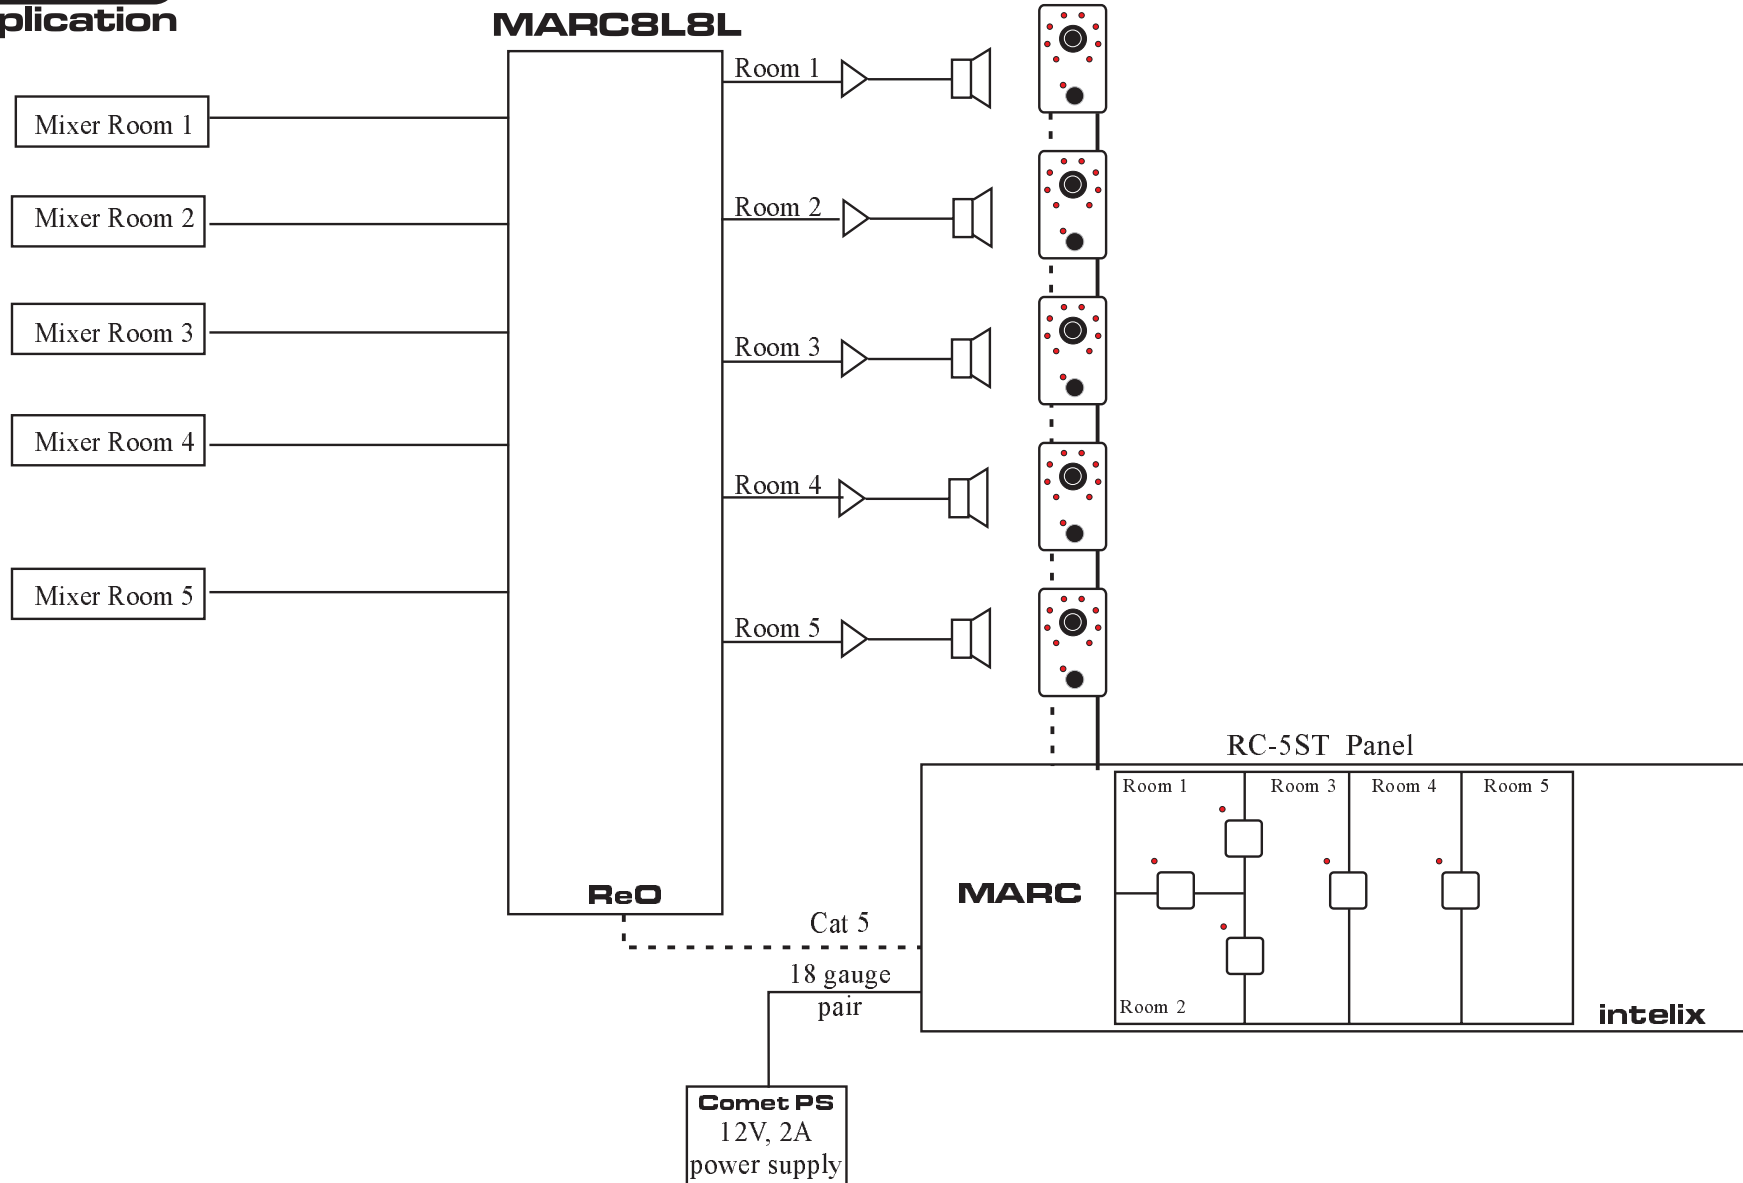 plication
MARC8L8L
Mixer Room 1
Mixer Room 2
Mixer Room 3
Mixer Room 4
Mixer Room 5
Room 1
Room 2
Room 3
Room 4
Room 5
ReO
Cat 5
18 gauge
pair
Comet PS
12V, 2A
power supply
RC-5ST Panel
MARC
Room 1
Room 3
Room 4
Room 5
Room 2
intelix